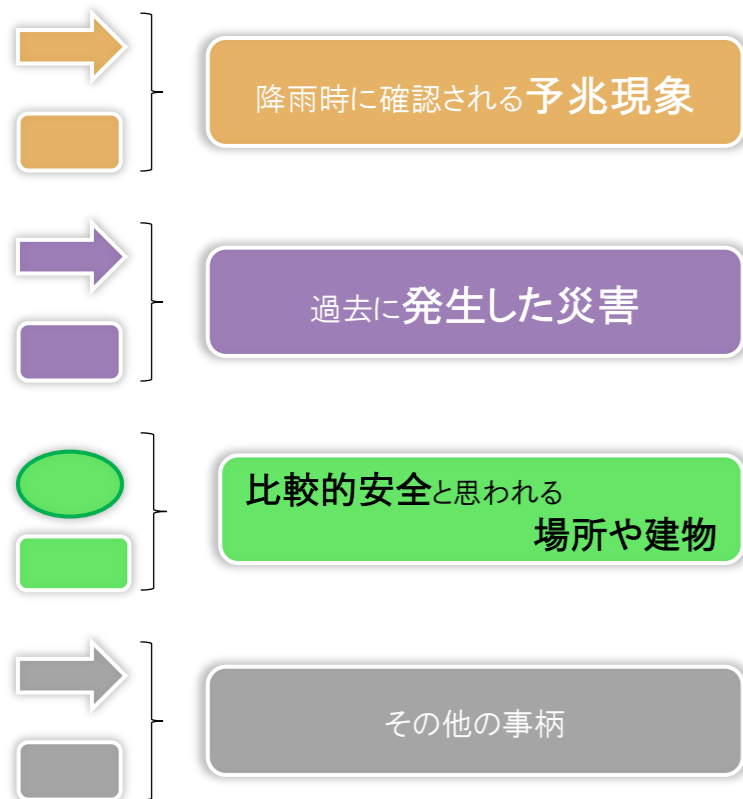 降雨時に確認される予兆現象
過去に発生した災害
比較的安全と思われる
場所や建物
その他の事柄